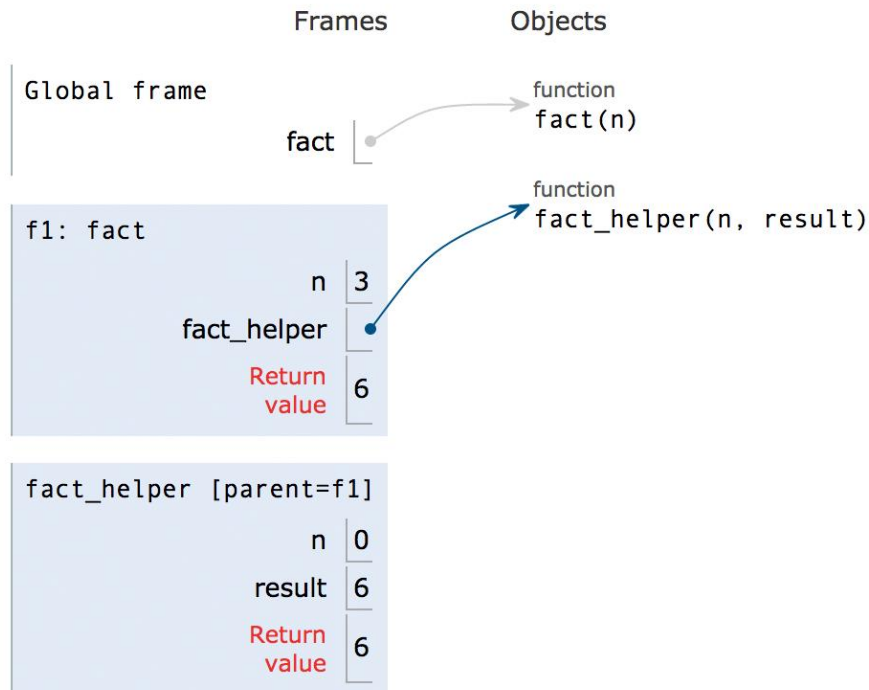 Frames Objects
Global frame
function
fact(n)
fact
function
fact_helper(n, result)
f1: fact
n 3
fact_helper
Return
value 6
fact_helper [parent=f1]
n 0
result 6
Return
value 6